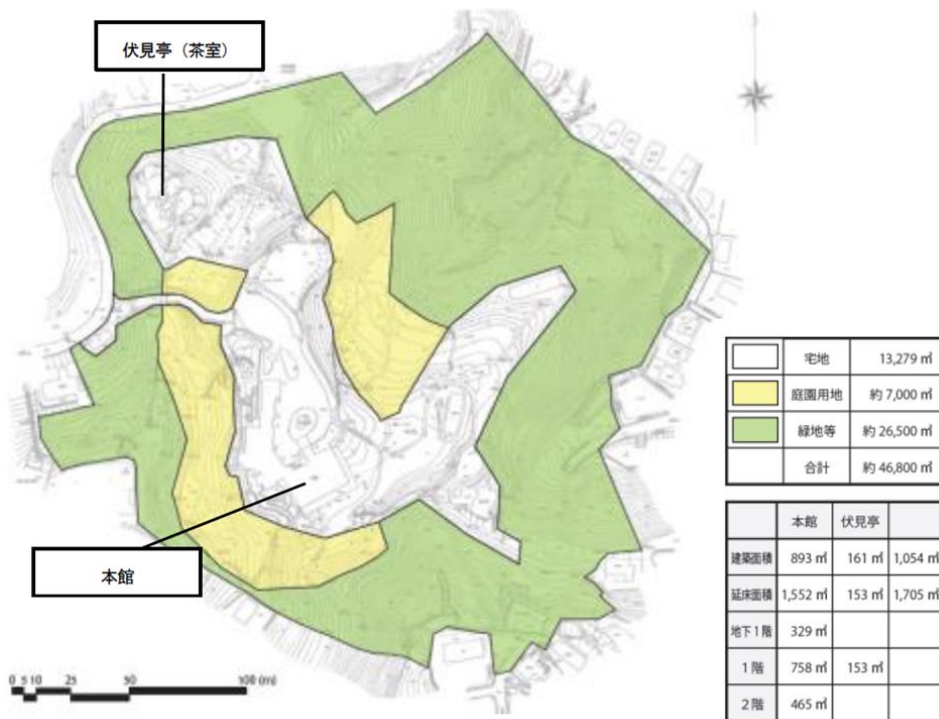 伏見亭（茶室）
本館
宅地 13,279 ㎡
庭園用地 約 7,000 ㎡
緑地等 約 26,500 ㎡
合計 約 46,800 ㎡
本館 伏見亭
建築面積 893 ㎡ 161 ㎡ 1,054 ㎡
延床面積 1,552 ㎡ 153 ㎡ 1,705 ㎡
地下1階 329 ㎡
1階 758 ㎡ 153 ㎡
2階 465 ㎡
0 5 10 25 50 100 (m)